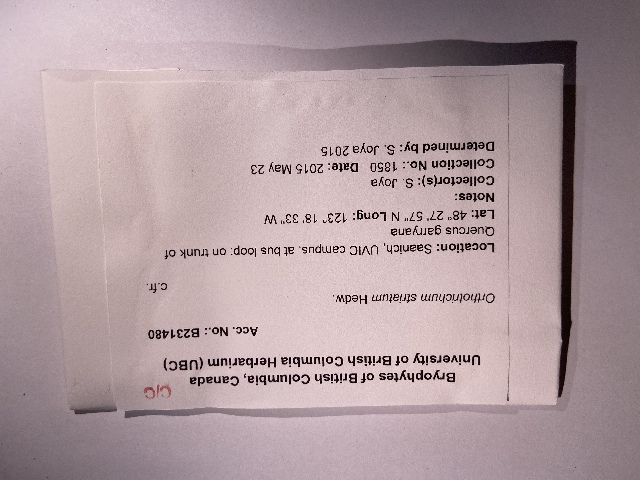 C/G
Bryophytes of British Columbia, Canada
University of British Columbia Herbarium (UBC)
Acc. No.: B231480
Orthotrichum striatum Hedw.
c.fr.
Location: Saanich, UVIC campus. at bus loop: on trunk of
Quercus garryana
Lat: 48° 27' 57" N Long: 123° 18' 33" W
Notes:
Collector(s): S. Joya
Collection No.: 1850 Date: 2015 May 23
Determined by: S. Joya 2015